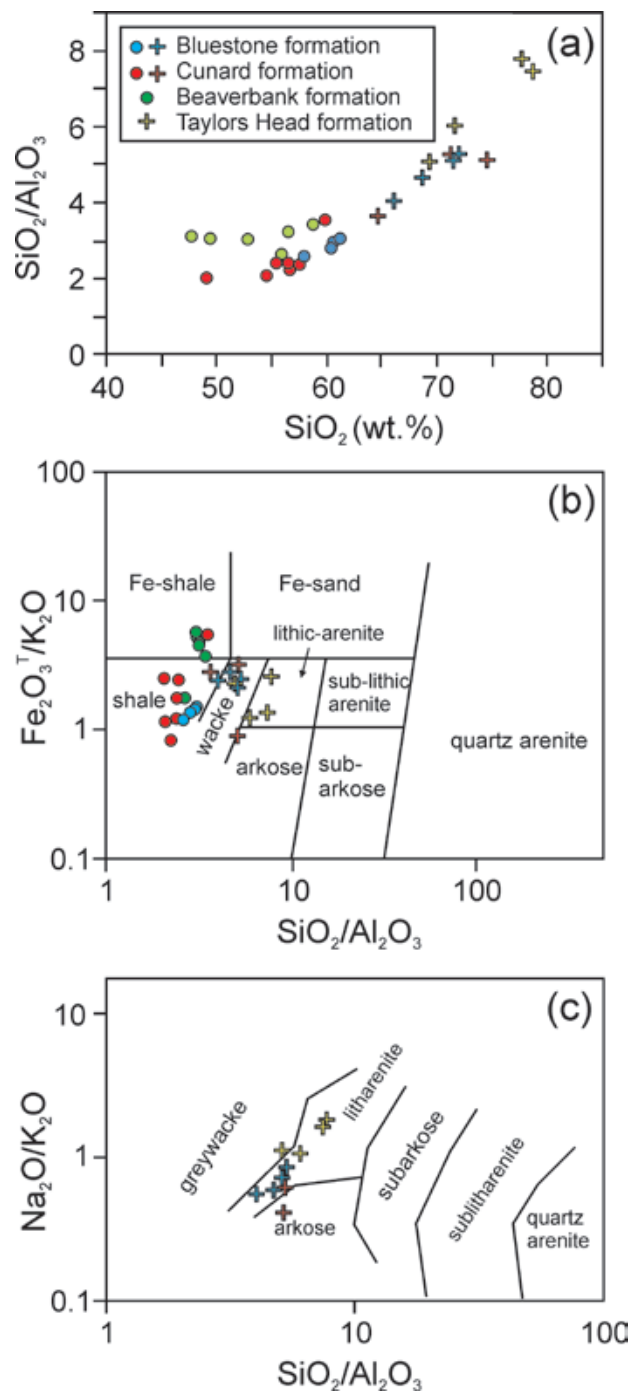 (a)
8
6
4
2
0
SiO₂/Al₂O₃
Bluestone formation
Cunard formation
Beaverbank formation
Taylors Head formation
40 50 60 70 80
SiO₂ (wt.%)
(b)
100
10
1
0.1
Fe₂O₃ᵀ/K₂O
Fe-shale
Fe-sand
lithic-arenite
shale
wacke
sub-lithic
arenite
arkose
sub-
arkose
quartz arenite
1 10 100
SiO₂/Al₂O₃
(c)
10
1
0.1
Na₂O/K₂O
greywacke
litharenite
arkose
subarkose
sublitharenite
quartz
arenite
1 10 100
SiO₂/Al₂O₃